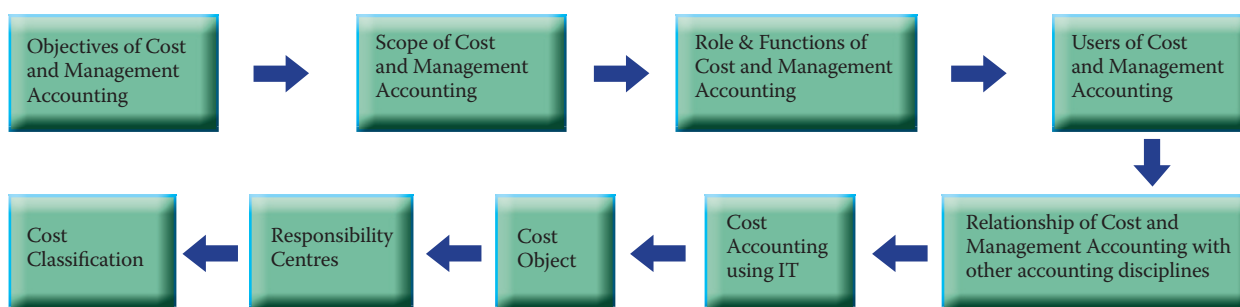 Objectives of Cost
and Management
Accounting
Scope of Cost
and Management
Accounting
Role & Functions of
Cost and Management
Accounting
Users of Cost
and Management
Accounting
Relationship of Cost and
Management Accounting with
other accounting disciplines
Cost
Accounting
using IT
Cost
Object
Responsibility
Centres
Cost
Classification